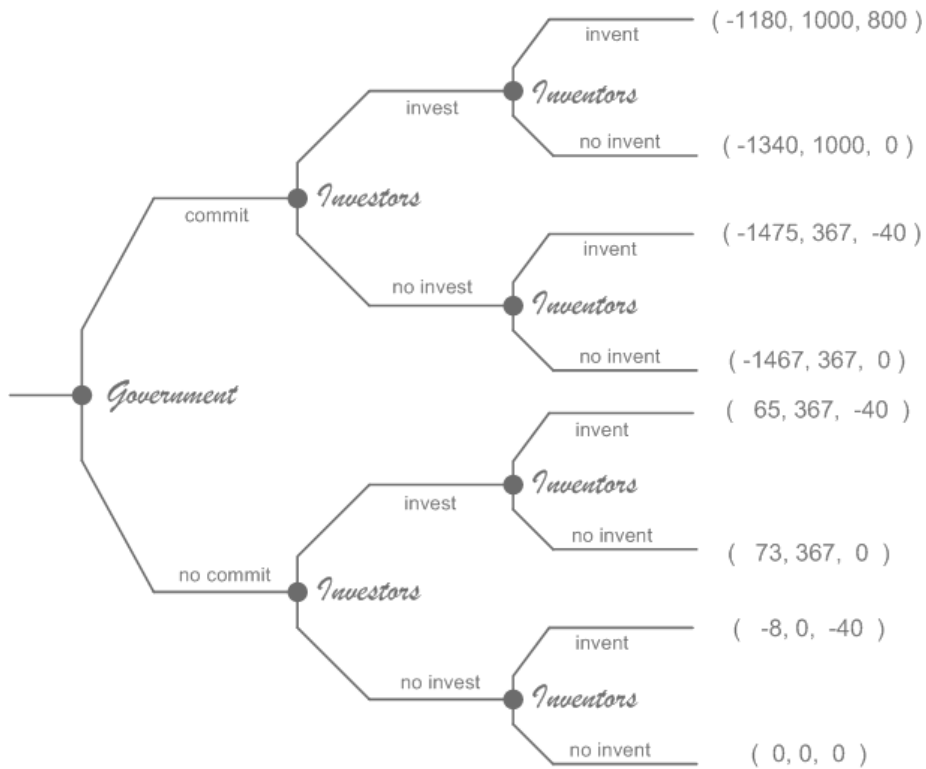 invent
( -1180, 1000, 800 )
invest
Inventors
no invent
( -1340, 1000, 0 )
commit
Investors
invent
( -1475, 367, -40 )
no invest
Inventors
no invent
( -1467, 367, 0 )
Government
invent
( 65, 367, -40 )
invest
Inventors
no invent
( 73, 367, 0 )
no commit
Investors
invent
( -8, 0, -40 )
no invest
Inventors
no invent
( 0, 0, 0 )